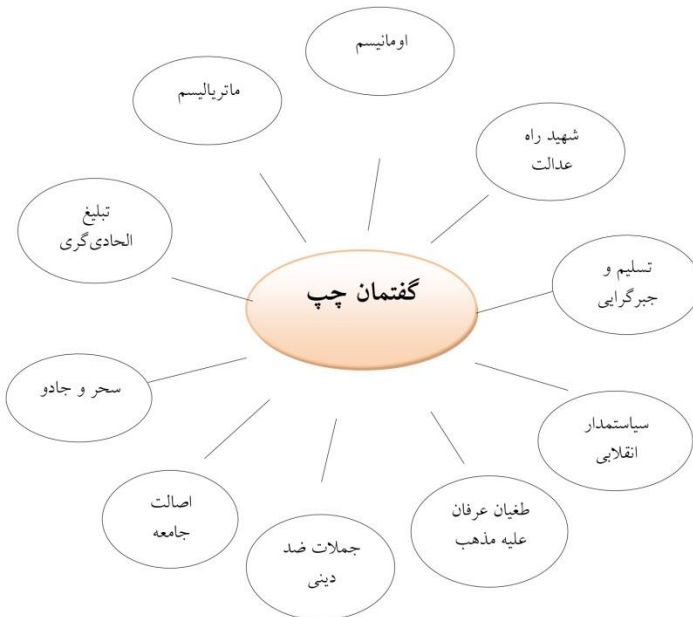 اومانیسم
ماتریالیسم
شهید راه
عدالت
تبلیغ
الحادی‌گری
تسلیم و
جبرگرایی
گفتمان چپ
سحر و جادو
سیاستمدار
انقلابی
اصالت
جامعه
طغیان عرفان
علیه مذهب
جملات ضد
دینی